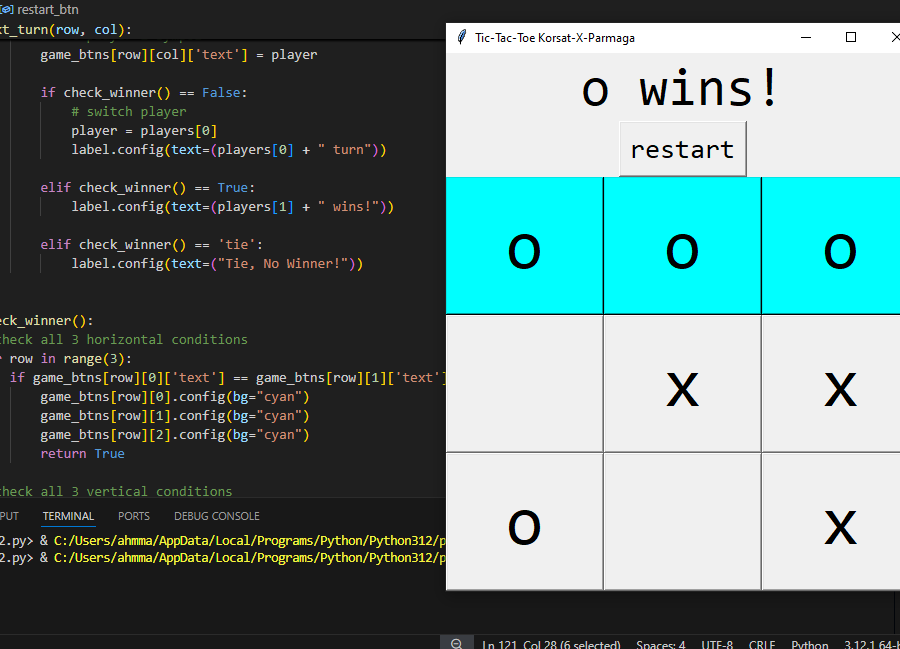 restart_btn
xt_turn(row, col):
game_btns[row][col]['text'] = player
if check_winner() == False:
# switch player
player = players[0]
label.config(text=(players[0] + " turn"))
elif check_winner() == True:
label.config(text=(players[1] + " wins!"))
elif check_winner() == 'tie':
label.config(text=("Tie, No Winner!"))
eck_winner():
check all 3 horizontal conditions
row in range(3):
if game_btns[row][0]['text'] == game_btns[row][1]['text']
game_btns[row][0].config(bg="cyan")
game_btns[row][1].config(bg="cyan")
game_btns[row][2].config(bg="cyan")
return True
check all 3 vertical conditions
PUT TERMINAL PORTS DEBUG CONSOLE
2.py> & C:/Users/ahmma/AppData/Local/Programs/Python/Python312/p
2.py> & C:/Users/ahmma/AppData/Local/Programs/Python/Python312/p
Tic-Tac-Toe Korsat-X-Parmaga
o wins!
restart
o o o
x x
o x
Ln 121, Col 28 (6 selected) Spaces: 4 UTF-8 CRLF Python 3.12.1 64-b